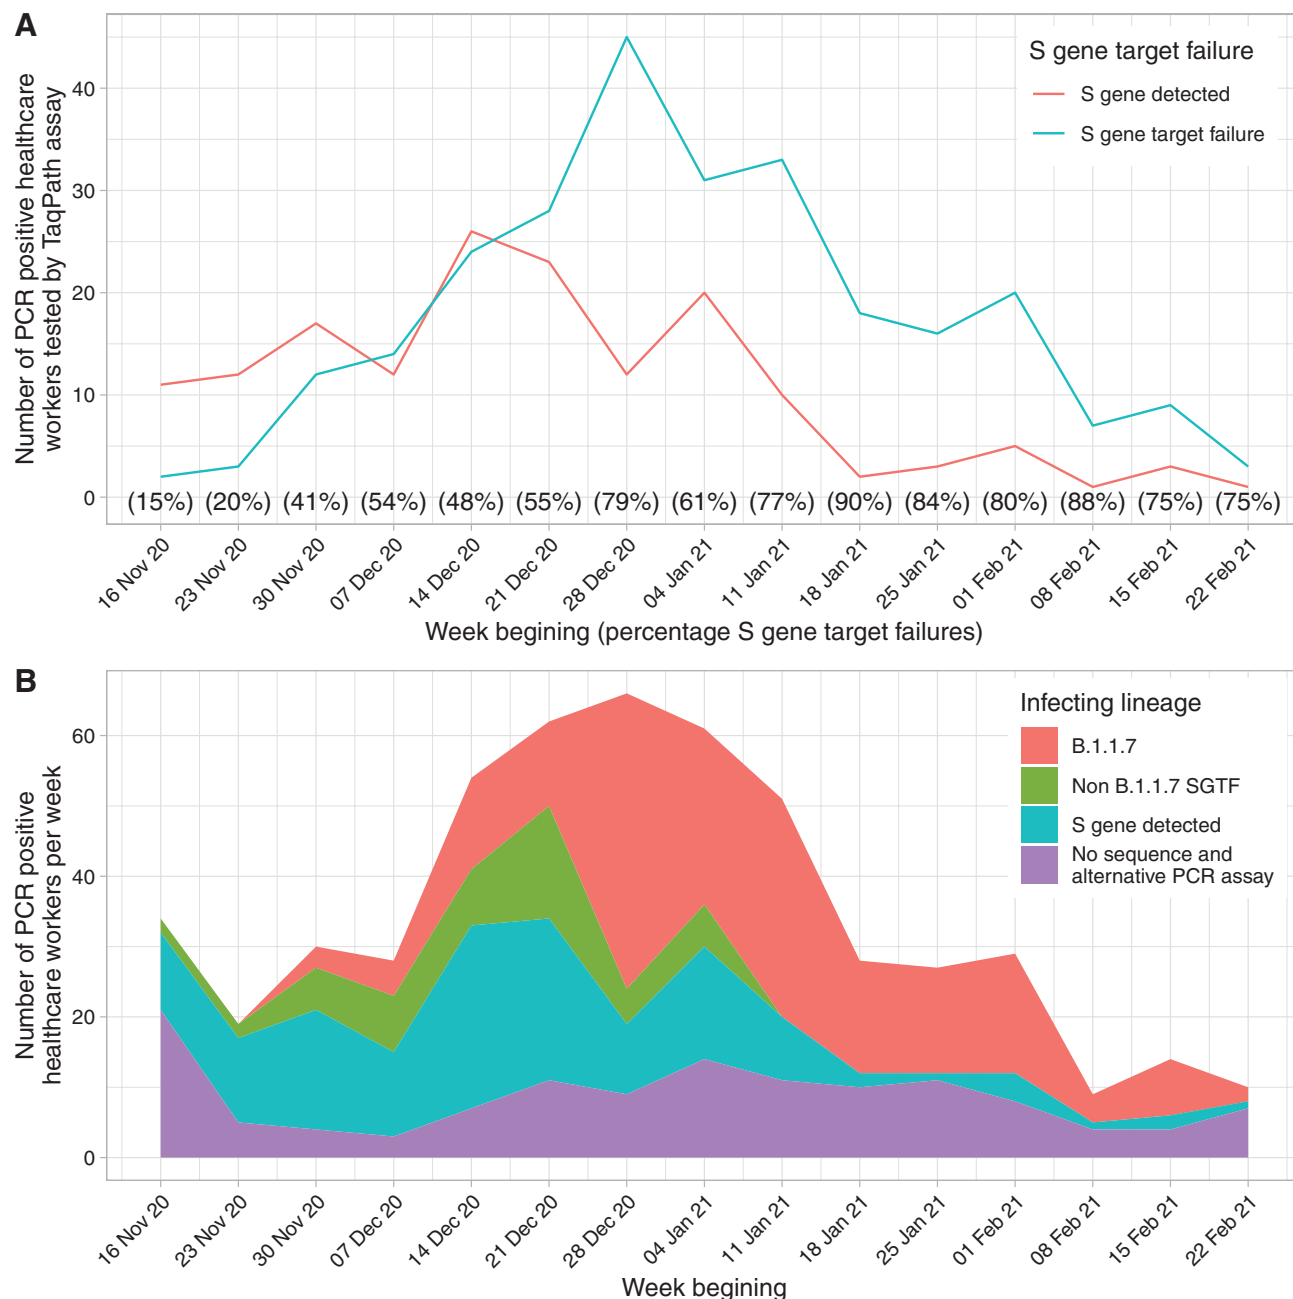 A
Number of PCR positive healthcare
workers tested by TaqPath assay
40
30
20
10
0
S gene target failure
S gene detected
S gene target failure
(15%) (20%) (41%) (54%) (48%) (55%) (79%) (61%) (77%) (90%) (84%) (80%) (88%) (75%) (75%)
16 Nov 20 23 Nov 20 30 Nov 20 07 Dec 20 14 Dec 20 21 Dec 20 28 Dec 20 04 Jan 21 11 Jan 21 18 Jan 21 25 Jan 21 01 Feb 21 08 Feb 21 15 Feb 21 22 Feb 21
Week begining (percentage S gene target failures)
B
Number of PCR positive
healthcare workers per week
60
40
20
0
Infecting lineage
B.1.1.7
Non B.1.1.7 SGTF
S gene detected
No sequence and
alternative PCR assay
16 Nov 20 23 Nov 20 30 Nov 20 07 Dec 20 14 Dec 20 21 Dec 20 28 Dec 20 04 Jan 21 11 Jan 21 18 Jan 21 25 Jan 21 01 Feb 21 08 Feb 21 15 Feb 21 22 Feb 21
Week begining